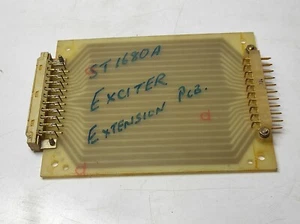 ST1680A
EXCITER
EXTENSION PCB.